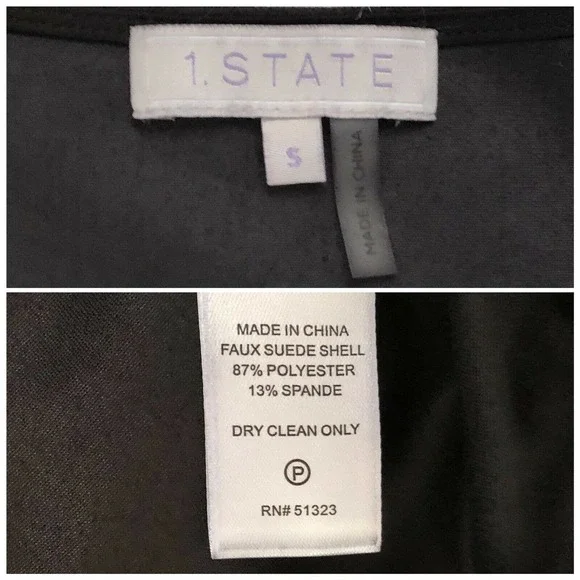 1. STATE
S
MADE IN CHINA
MADE IN CHINA
FAUX SUEDE SHELL
87% POLYESTER
13% SPANDE
DRY CLEAN ONLY
P
RN# 51323